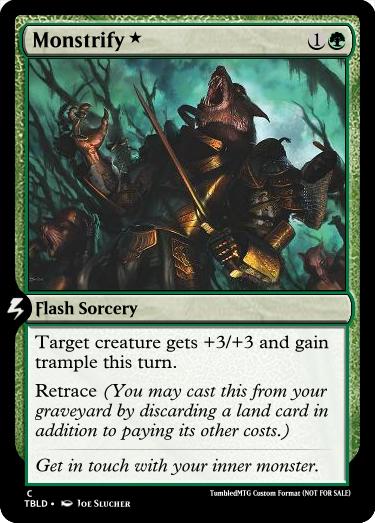 Monstrify ★ 1
Flash Sorcery
Target creature gets +3/+3 and gain
trample this turn.
Retrace (You may cast this from your
graveyard by discarding a land card in
addition to paying its other costs.)
Get in touch with your inner monster.
C
TBLD • Joe Slucher
TumbledMTG Custom Format (NOT FOR SALE)